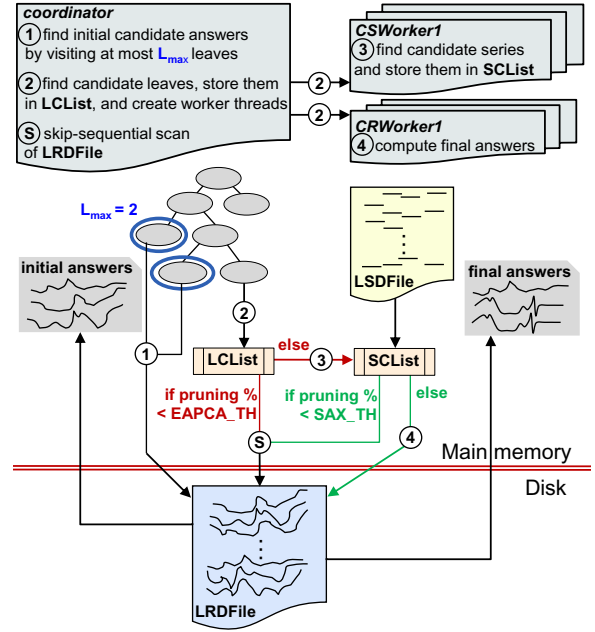 coordinator
1 find initial candidate answers
by visiting at most Lmax leaves
2 find candidate leaves, store them
in LCList, and create worker threads
S skip-sequential scan
of LRDFile
2
2
CSWorker1
3 find candidate series
and store them in SCList
CRWorker1
4 compute final answers
Lmax = 2
initial answers
LSDFile
final answers
1
2
LCList
else
3
SCList
if pruning %
< EAPCA_TH
if pruning %
< SAX_TH
else
S
4
Main memory
Disk
LRDFile